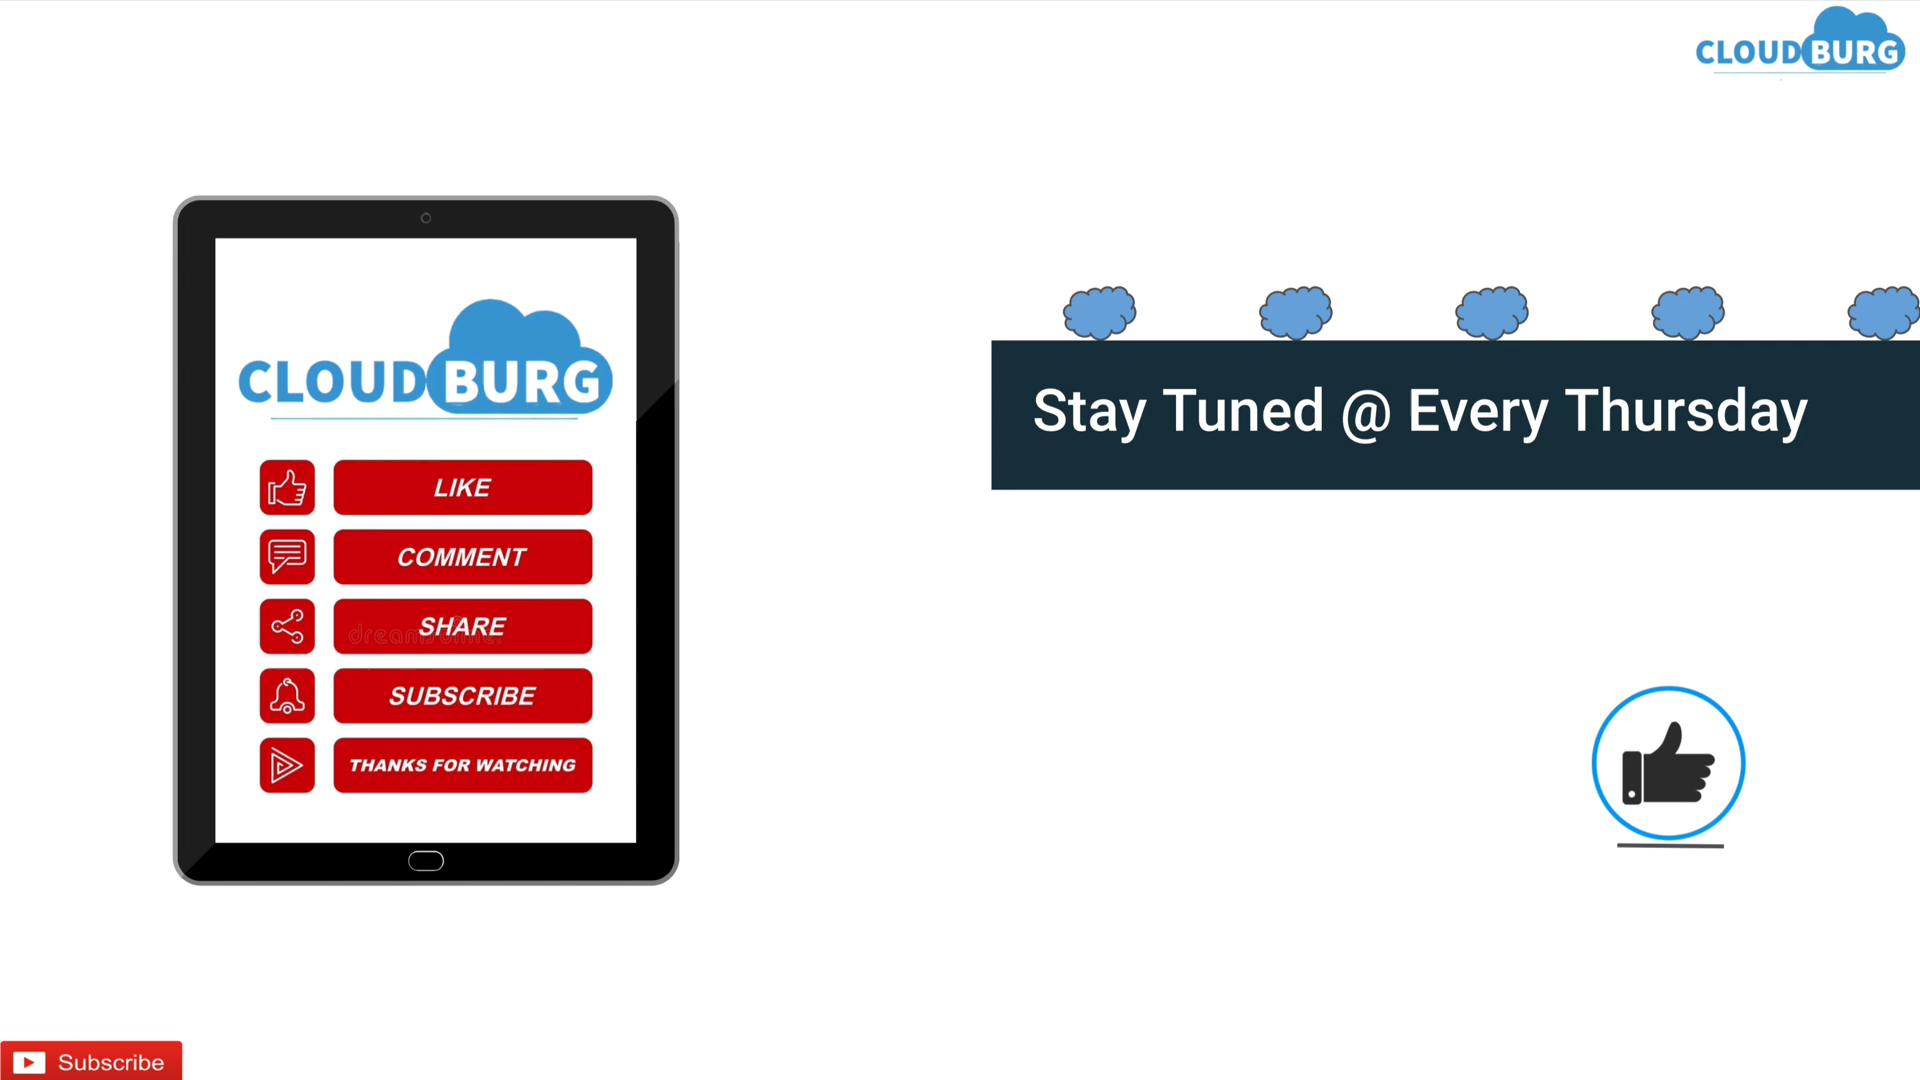 CLOUDBURG
CLOUDBURG
Stay Tuned @ Every Thursday
LIKE
COMMENT
SHARE
SUBSCRIBE
THANKS FOR WATCHING
Subscribe